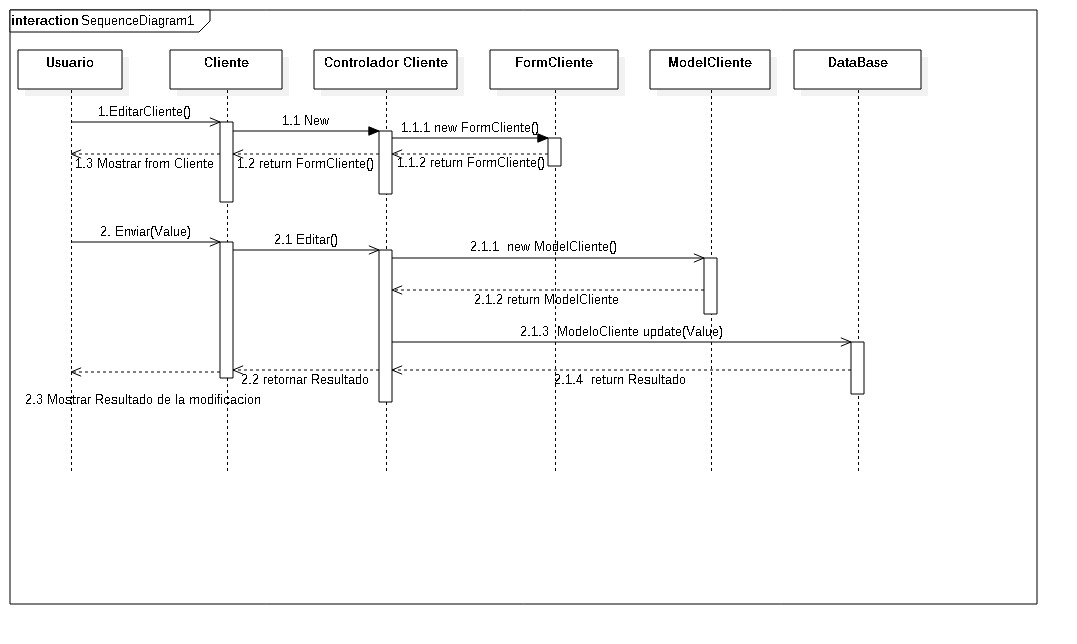 interaction SequenceDiagram1
Usuario
Cliente
Controlador Cliente
FormCliente
ModelCliente
DataBase
1.EditarCliente()
1.1 New
1.1.1 new FormCliente()
1.3 Mostrar from Cliente
1.2 return FormCliente()
1.1.2 return FormCliente()
2. Enviar(Value)
2.1 Editar()
2.1.1 new ModelCliente()
2.1.2 return ModelCliente
2.1.3 ModeloCliente update(Value)
2.2 retornar Resultado
2.1.4 return Resultado
2.3 Mostrar Resultado de la modificacion